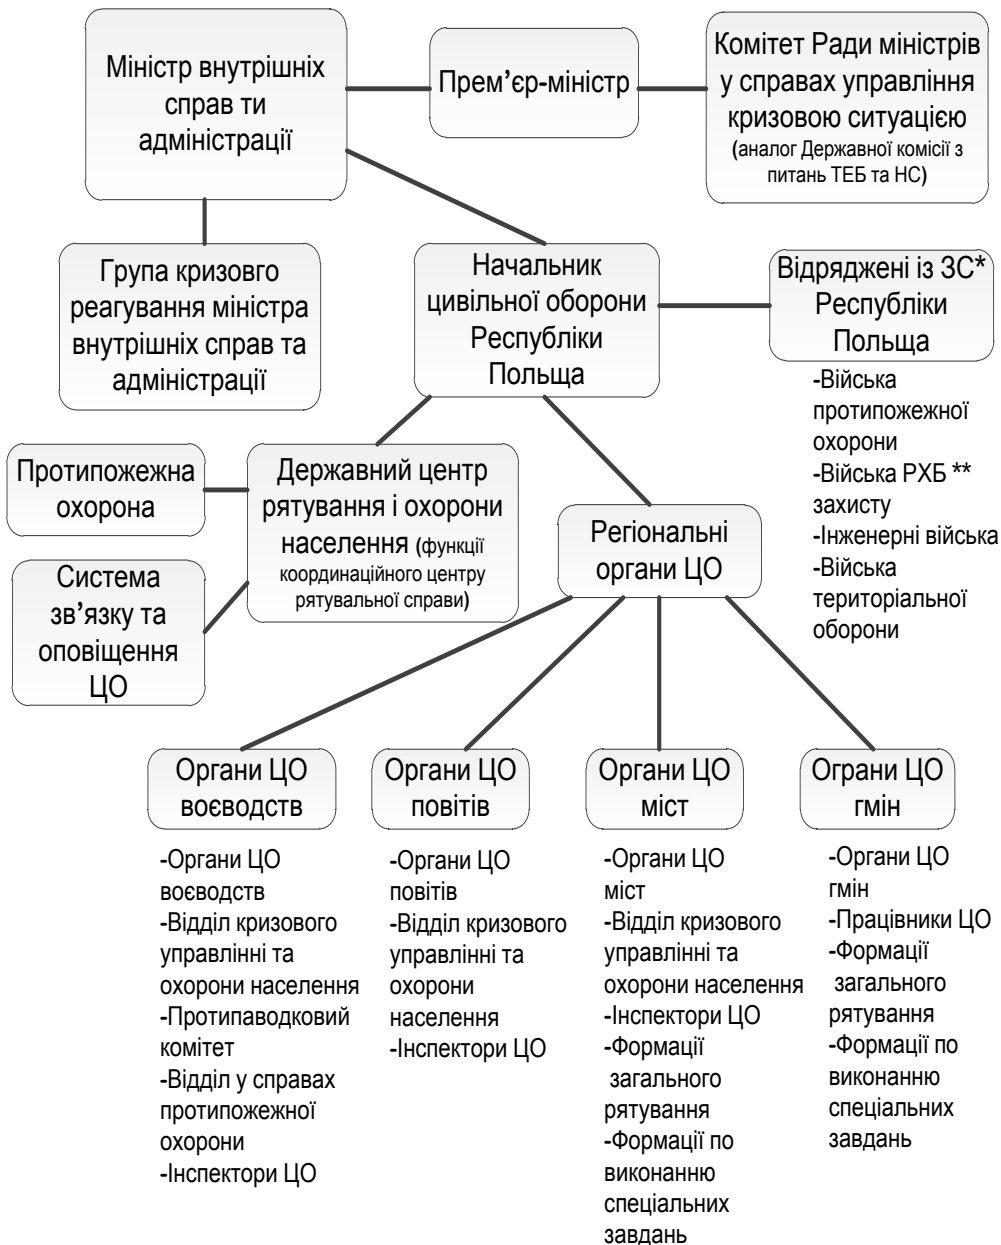 Міністр внутрішніх
справ ти
адміністрації
Прем’єр-міністр
Комітет Ради міністрів
у справах управління
кризовою ситуацією
(аналог Державної комісії з
питань ТЕБ та НС)
Група кризовго
реагування міністра
внутрішніх справ та
адміністрації
Начальник
цивільної оборони
Республіки
Польща
Відряджені із ЗС*
Республіки
Польща
-Війська
протипожежної
охорони
-Війська РХБ **
захисту
-Інженерні війська
-Війська
територіальної
оборони
Протипожежна
охорона
Державний центр
рятування і охорони
населення (функції
координаційного центру
рятувальної справи)
Система
зв’язку та
оповіщення
ЦО
Регіональні
органи ЦО
Органи ЦО
воєводств
-Органи ЦО
воєводств
-Відділ кризового
управлінні та
охорони населення
-Протипаводковий
комітет
-Відділ у справах
протипожежної
охорони
-Інспектори ЦО
Органи ЦО
повітів
-Органи ЦО
повітів
-Відділ кризового
управлінні та
охорони
населення
-Інспектори ЦО
Органи ЦО
міст
-Органи ЦО
міст
-Відділ кризового
управлінні та
охорони населення
-Інспектори ЦО
-Формації
загального
рятування
-Формації по
виконанню
спеціальних
завдань
Ограни ЦО
гмін
-Органи ЦО
гмін
-Працівники ЦО
-Формації
загального
рятування
-Формації по
виконанню
спеціальних
завдань